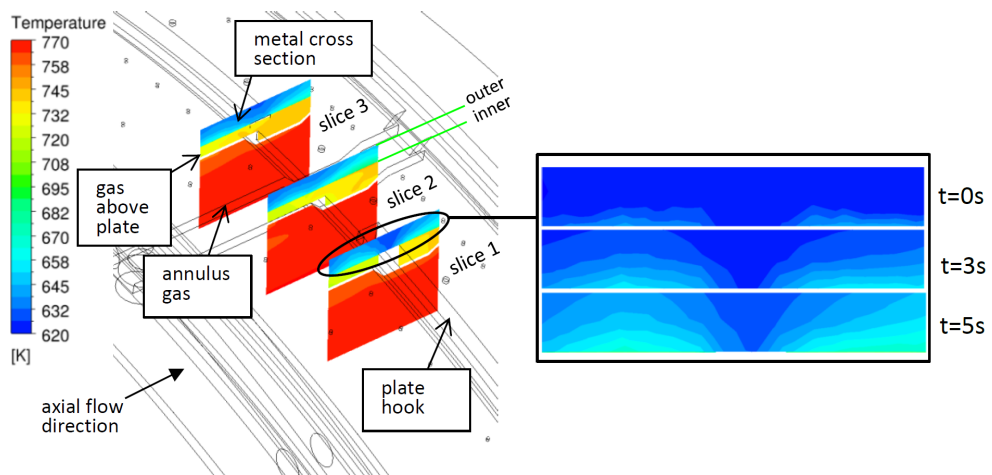 Temperature
770
758
745
732
720
708
695
682
670
658
645
632
620
[K]
metal cross
section
outer
inner
slice 3
gas
above
plate
slice 2
annulus
gas
slice 1
plate
hook
axial flow
direction
t=0s
t=3s
t=5s